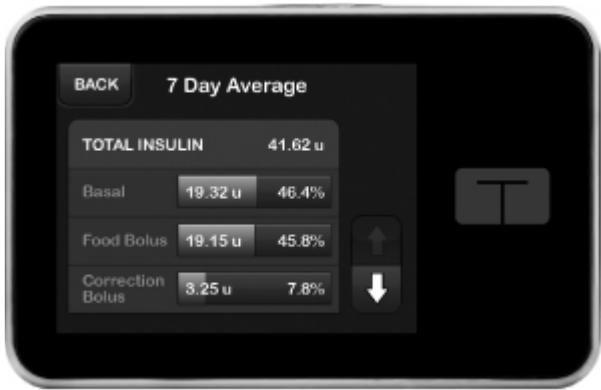 BACK
7 Day Average
TOTAL INSULIN 41.62 u
Basal 19.32 u 46.4%
Food Bolus 19.15 u 45.8%
Correction
Bolus 3.25 u 7.8%